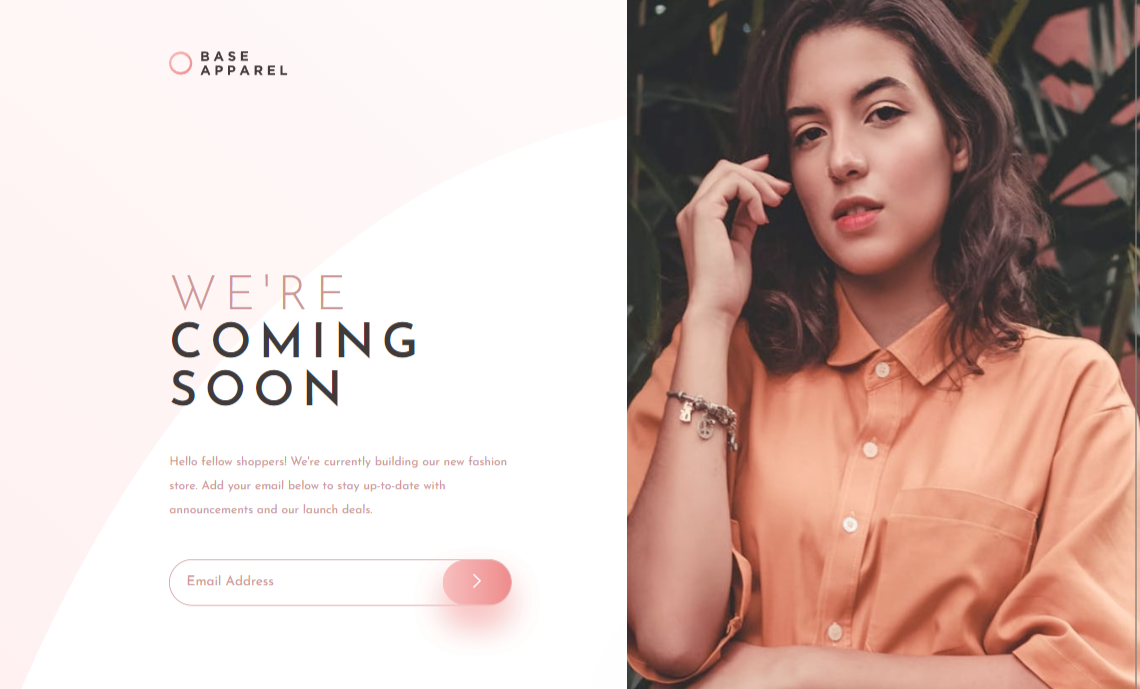 BASE
APPAREL
WE'RE
COMING
SOON
Hello fellow shoppers! We're currently building our new fashion
store. Add your email below to stay up-to-date with
announcements and our launch deals.
Email Address